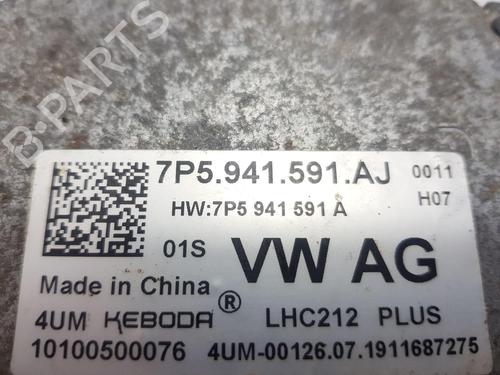 7P5.941.591.AJ 0011
HW:7P5 941 591 A H07
01S VW AG
Made in China ®
4UM KEBODA LHC212 PLUS
10100500076 4UM-00126.07.1911687275
B-PARTS